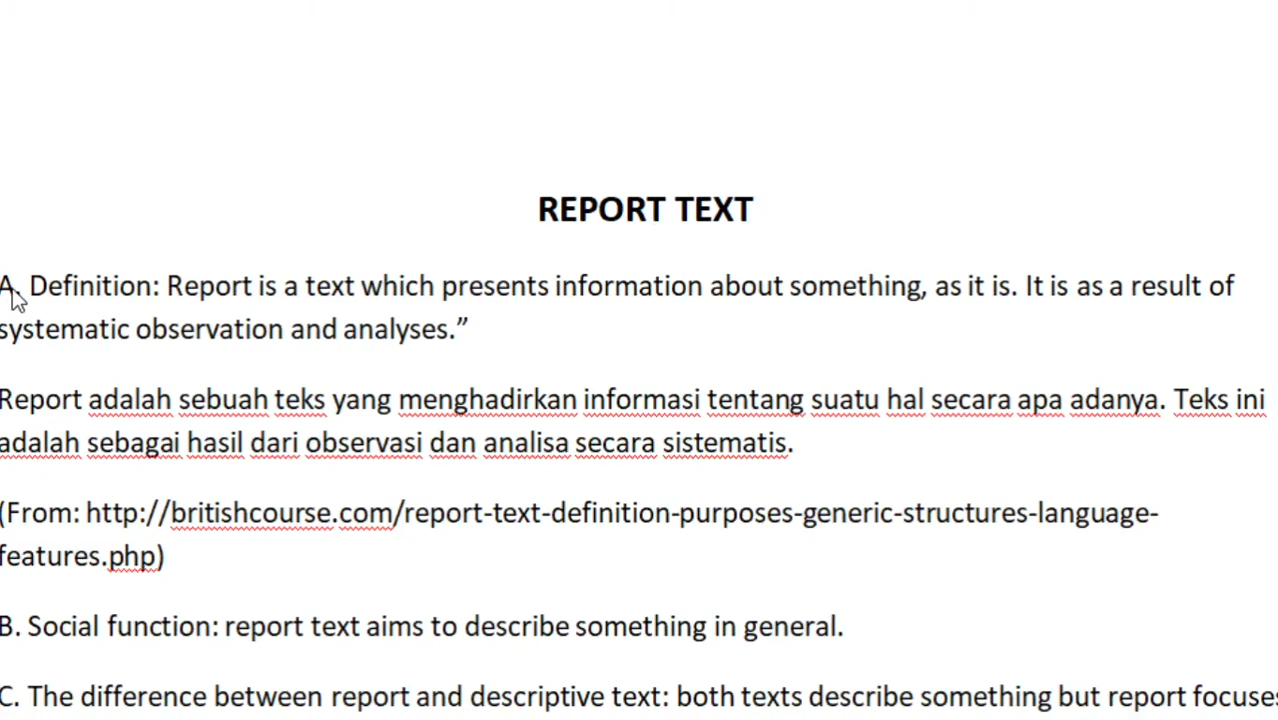 REPORT TEXT
A. Definition: Report is a text which presents information about something, as it is. It is as a result of
systematic observation and analyses.”
Report adalah sebuah teks yang menghadirkan informasi tentang suatu hal secara apa adanya. Teks ini
adalah sebagai hasil dari observasi dan analisa secara sistematis.
(From: http://britishcourse.com/report-text-definition-purposes-generic-structures-language-
features.php)
B. Social function: report text aims to describe something in general.
C. The difference between report and descriptive text: both texts describe something but report focuses